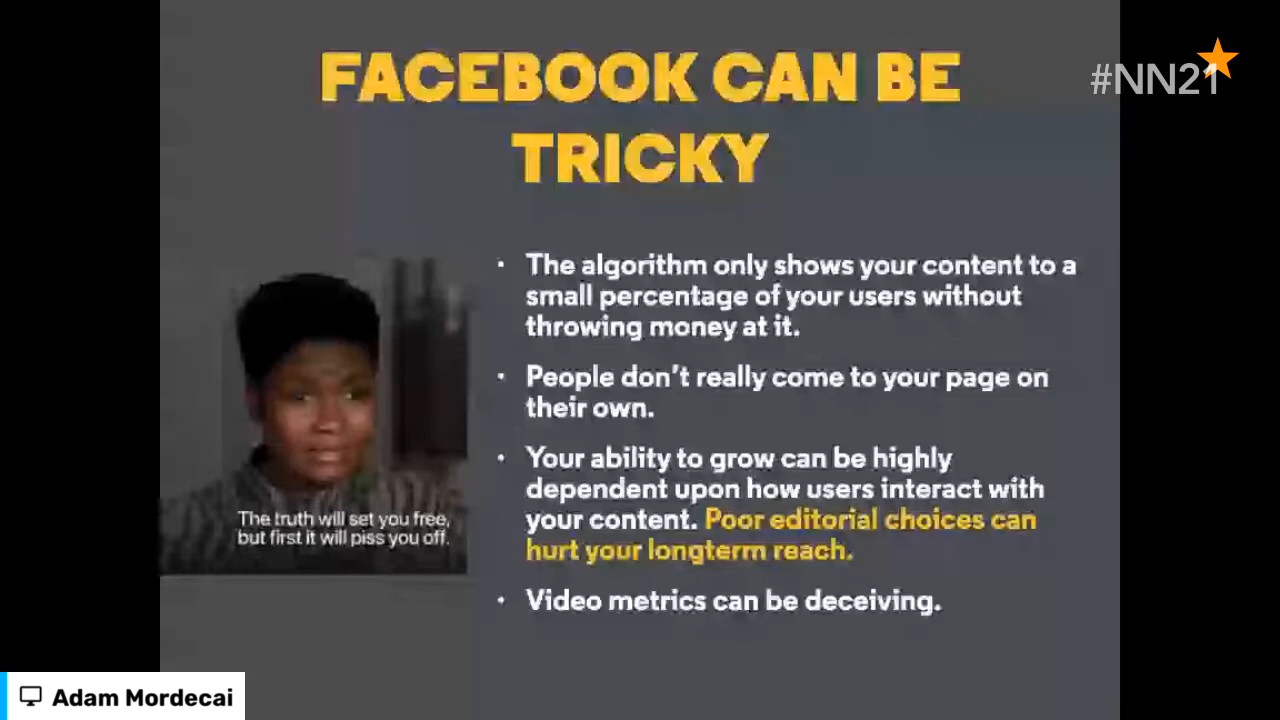 FACEBOOK CAN BE
TRICKY
#NN21
• The algorithm only shows your content to a
small percentage of your users without
throwing money at it.
• People don't really come to your page on
their own.
• Your ability to grow can be highly
dependent upon how users interact with
your content. Poor editorial choices can
hurt your longterm reach.
• Video metrics can be deceiving.
The truth will set you free,
but first it will piss you off.
Adam Mordecai